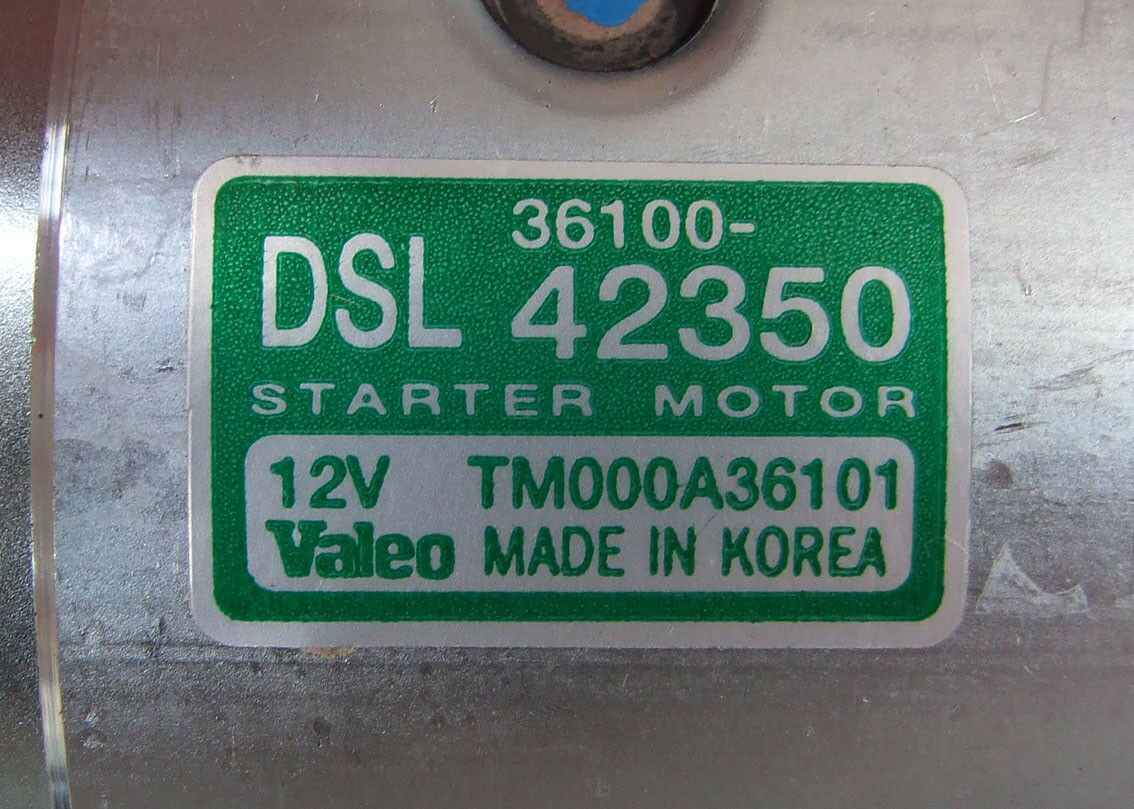 36100-
DSL 42350
STARTER MOTOR
12V TM000A36101
Valeo MADE IN KOREA